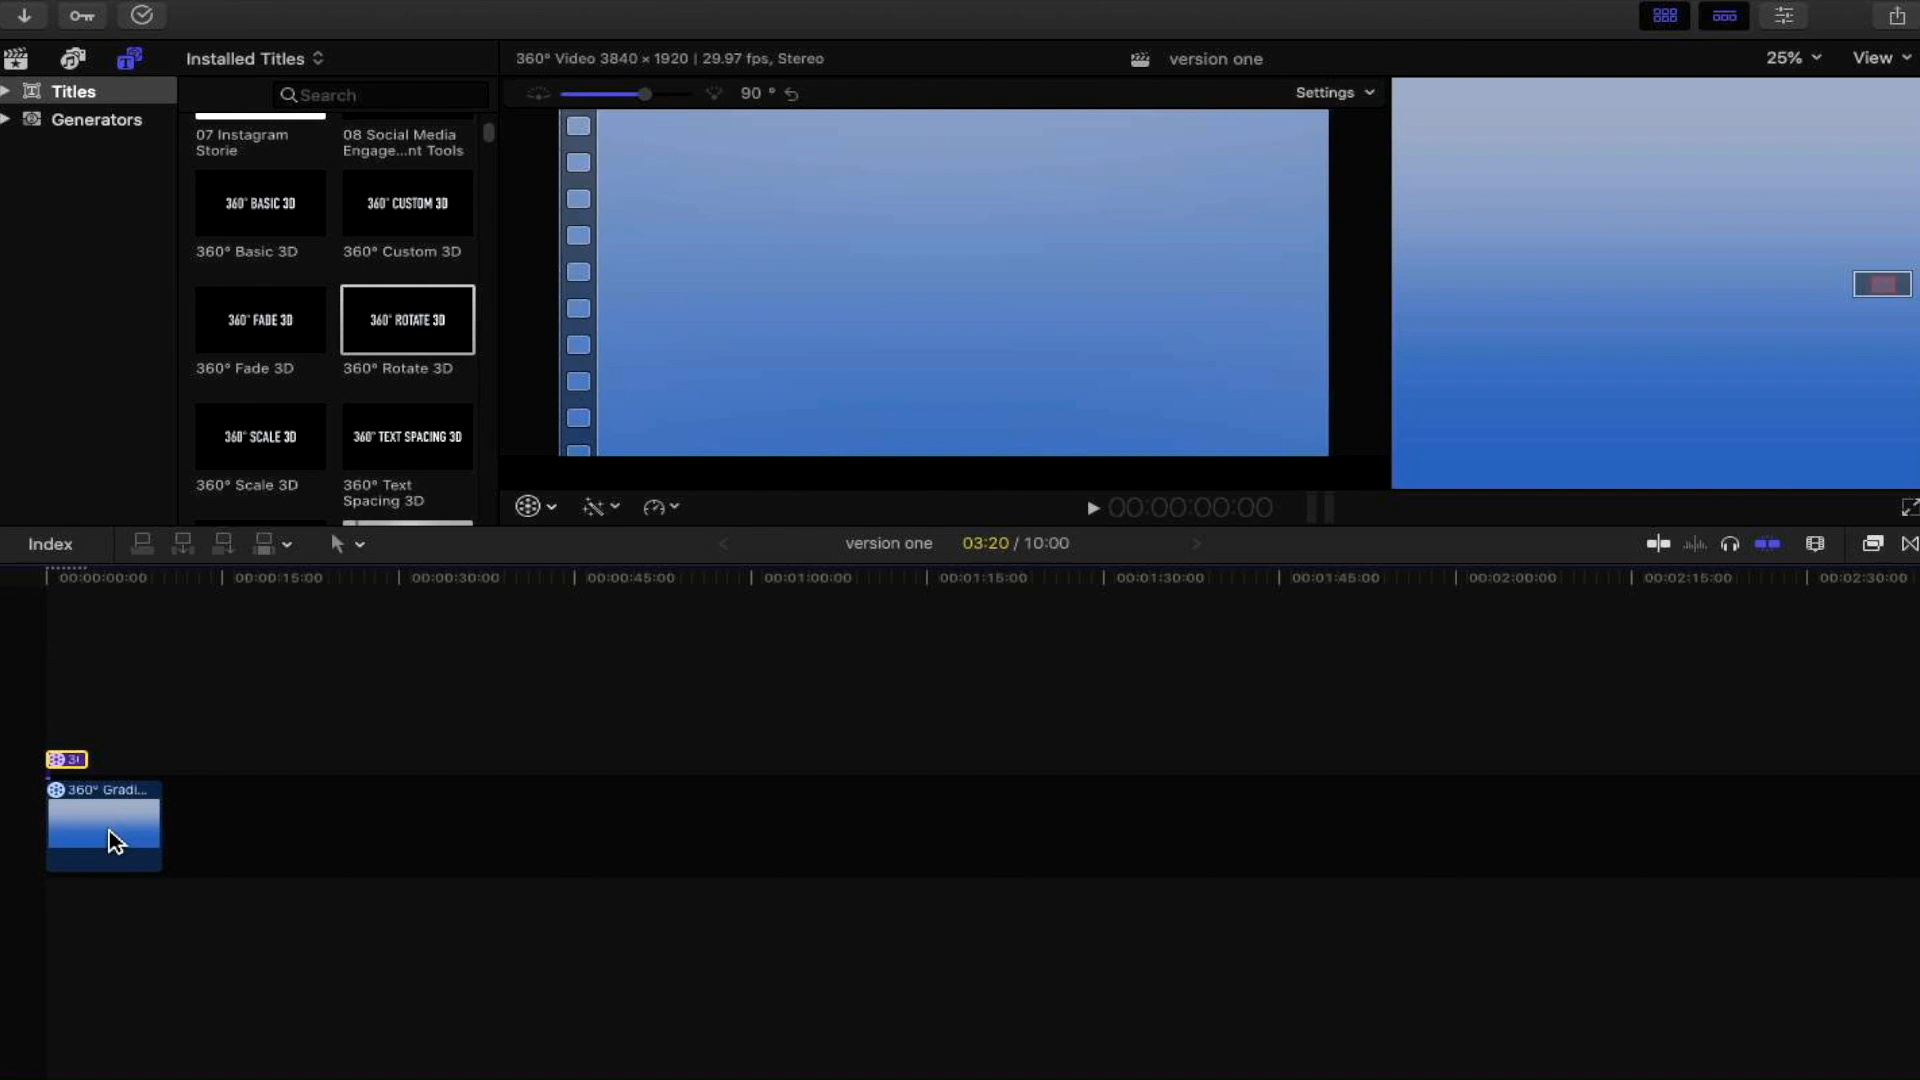 Installed Titles
360° Video 3840 × 1920 | 29.97 fps, Stereo
version one
25%
View
Titles
Generators
Search
90 °
Settings
07 Instagram
Storie
08 Social Media
Engage...nt Tools
360° BASIC 3D
360° CUSTOM 3D
360° Basic 3D
360° Custom 3D
360° FADE 3D
360° ROTATE 3D
360° Fade 3D
360° Rotate 3D
360° SCALE 3D
360° TEXT SPACING 3D
360° Scale 3D
360° Text
Spacing 3D
00:00:00:00
Index
version one
03:20 / 10:00
00:00:00:00
00:00:15:00
00:00:30:00
00:00:45:00
00:01:00:00
00:01:15:00
00:01:30:00
00:01:45:00
00:02:00:00
00:02:15:00
00:02:30:00
360° Gradi...